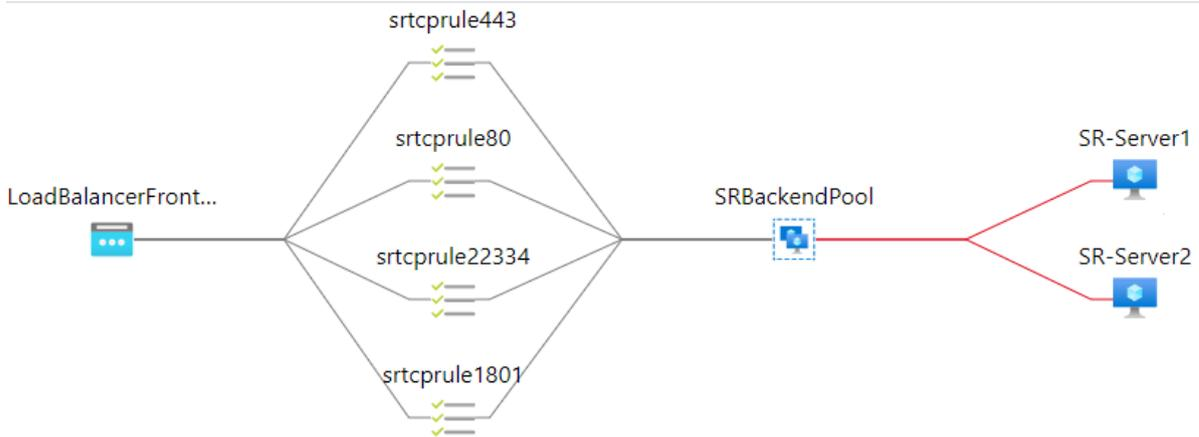 srtcprule443
srtcprule80
LoadBalancerFront...
SRBackendPool
SR-Server1
srtcprule22334
SR-Server2
srtcprule1801